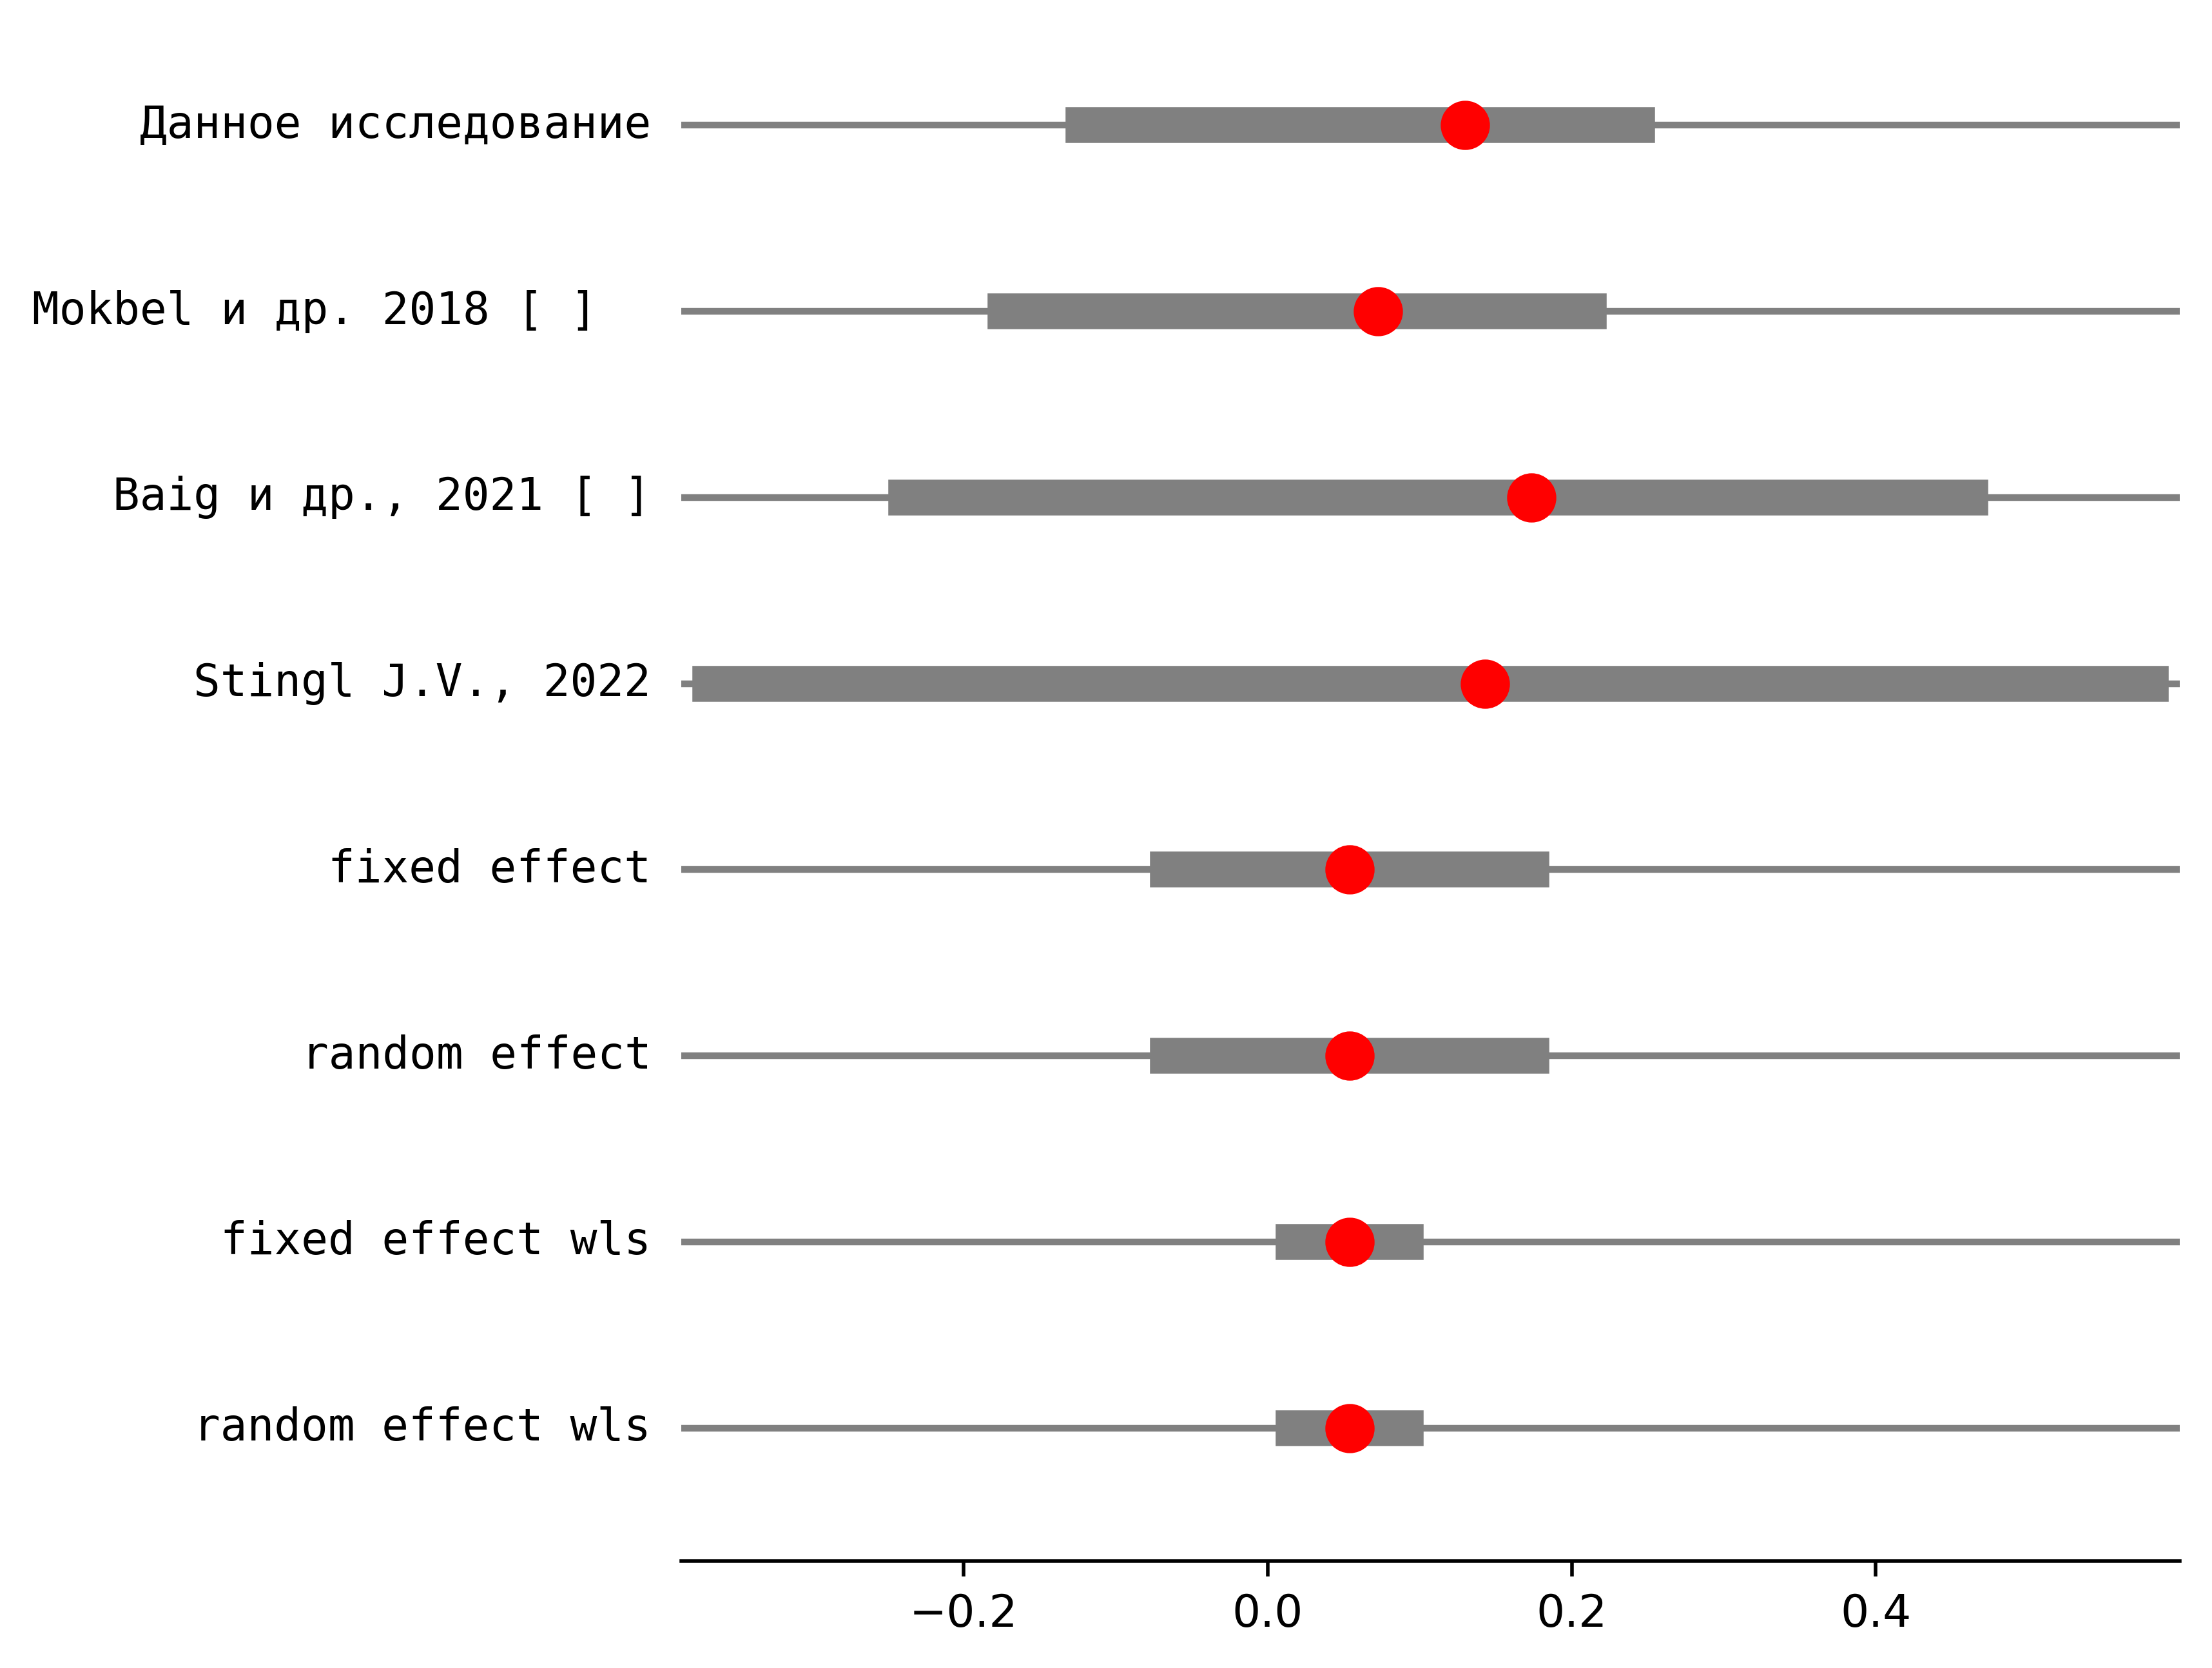 Данное исследование
Mokbel и др. 2018 [ ]
Baig и др., 2021 [ ]
Stingl J.V., 2022
fixed effect
random effect
fixed effect wls
random effect wls
−0.2 0.0 0.2 0.4